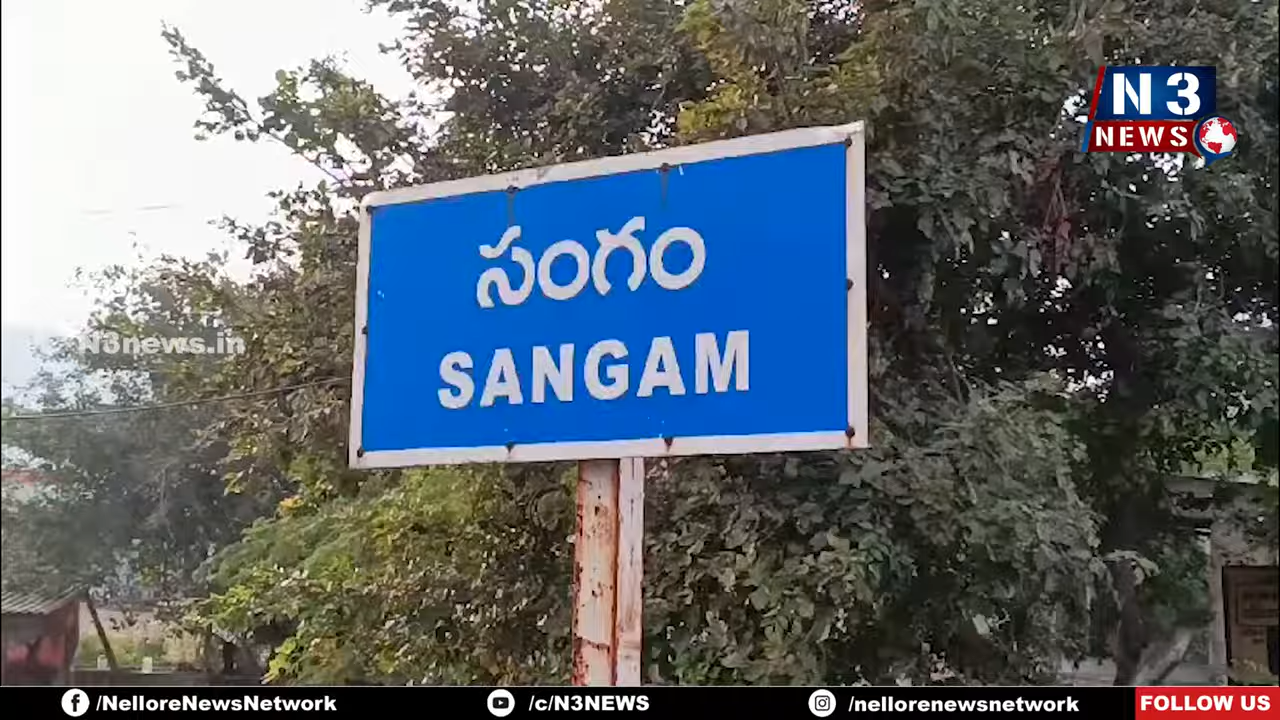 N3
NEWS
సంగం
N3news.in
SANGAM
/NelloreNewsNetwork /c/N3NEWS /nellorenewsnetwork FOLLOW US